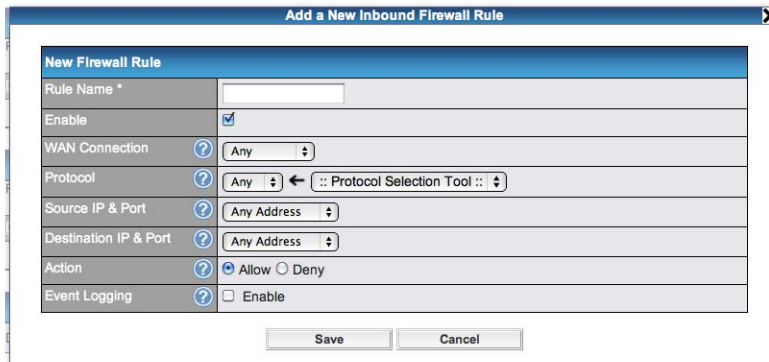 Add a New Inbound Firewall Rule
New Firewall Rule
Rule Name *
Enable
WAN Connection ? Any
Protocol ? Any :: Protocol Selection Tool ::
Source IP & Port ? Any Address
Destination IP & Port ? Any Address
Action ? Allow Deny
Event Logging ? Enable
Save Cancel